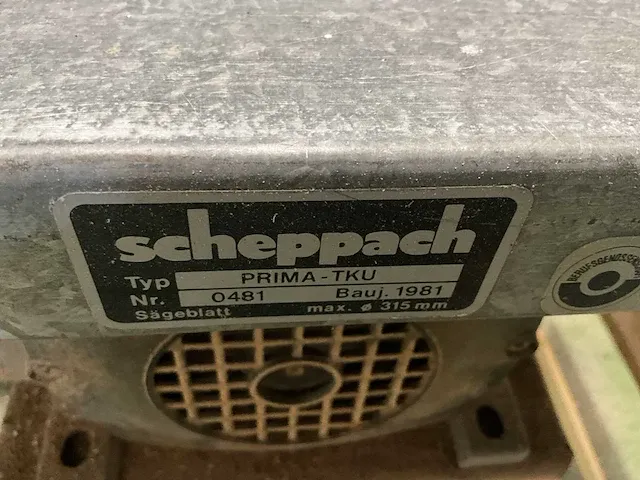 scheppach
Typ PRIMA-TKU
Nr. 0481 Bauj. 1981
Sägeblatt max. ø 315 mm